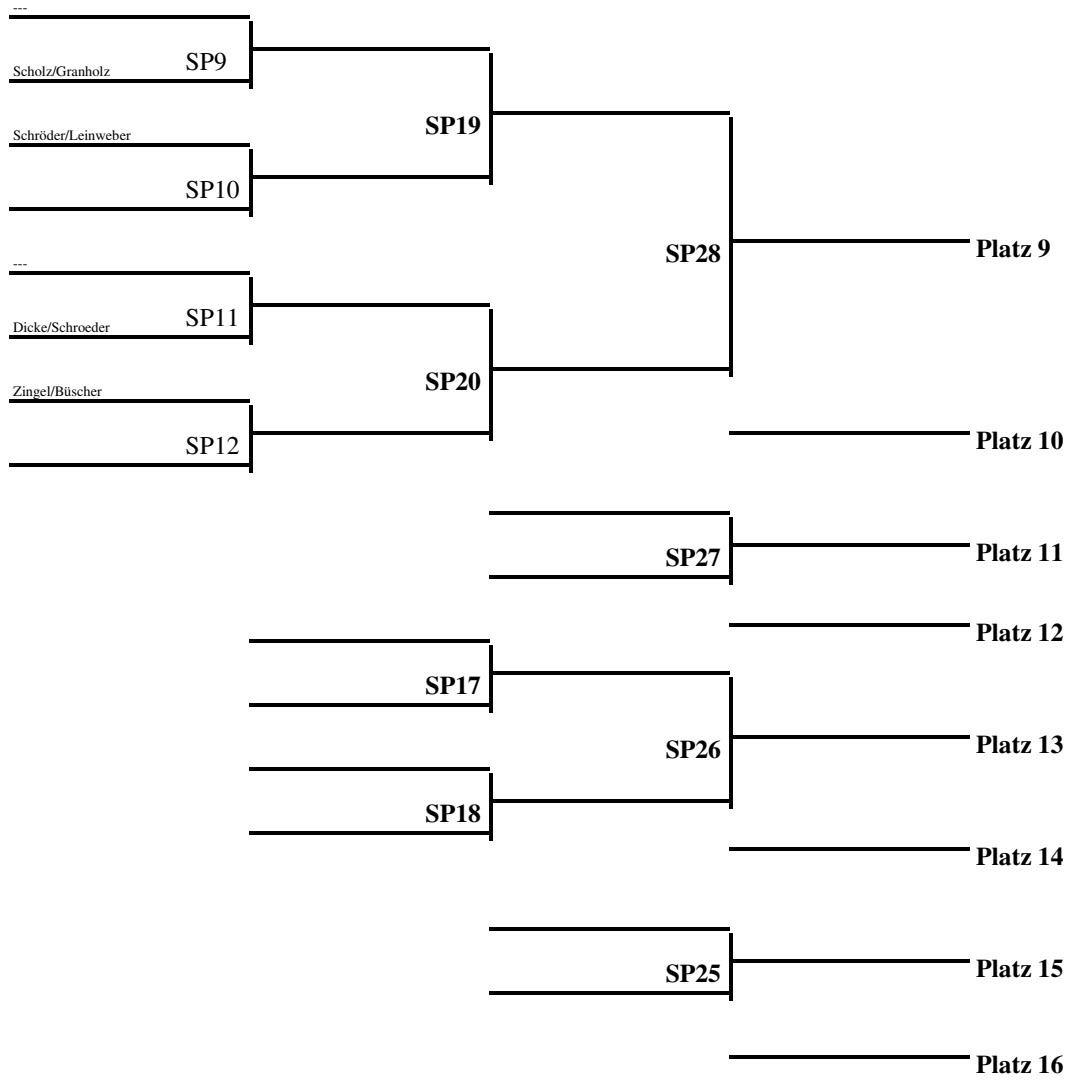 ---
SP9
Scholz/Granholz
SP19
Schröder/Leinweber
SP10
SP28
Platz 9
---
SP11
Dicke/Schroeder
SP20
Zingel/Büscher
SP12
Platz 10
SP27
Platz 11
Platz 12
SP17
SP26
Platz 13
SP18
Platz 14
SP25
Platz 15
Platz 16